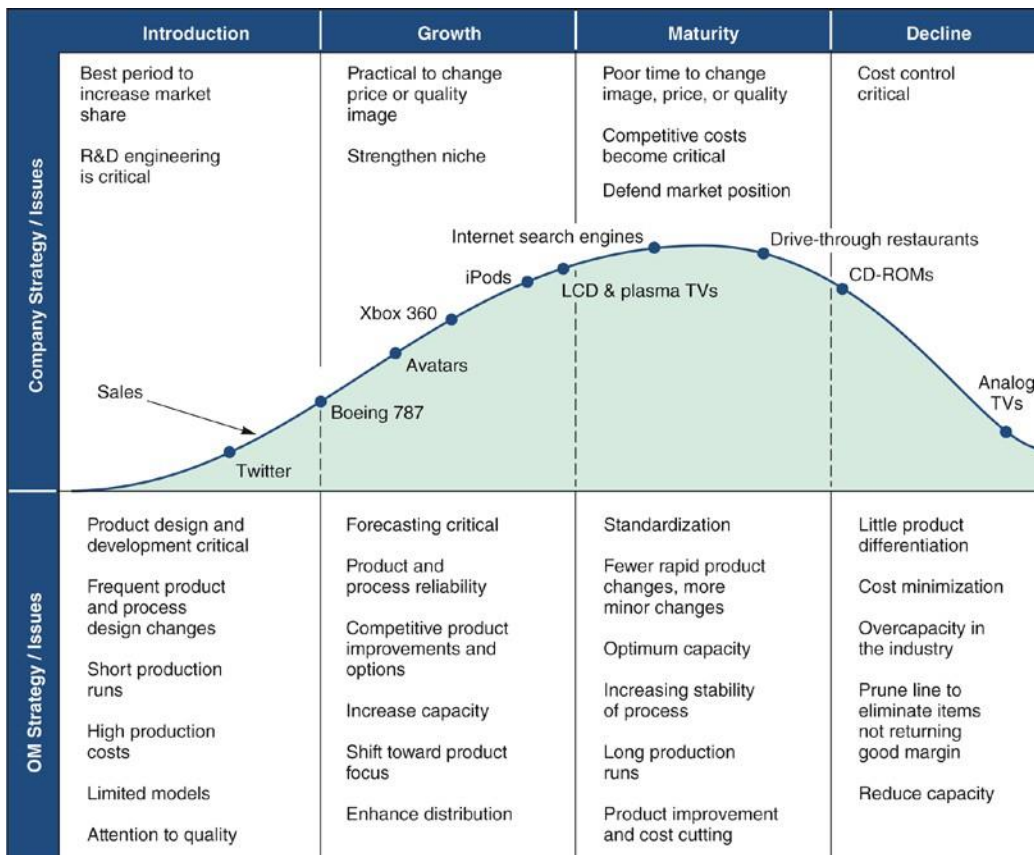 Introduction
Growth
Maturity
Decline
Company Strategy / Issues
Best period to
increase market
share
R&D engineering
is critical
Practical to change
price or quality
image
Strengthen niche
Poor time to change
image, price, or quality
Competitive costs
become critical
Defend market position
Cost control
critical
Internet search engines
Drive-through restaurants
iPods
LCD & plasma TVs
CD-ROMs
Xbox 360
Avatars
Analog
TVs
Sales
Boeing 787
Twitter
OM Strategy / Issues
Product design and
development critical
Frequent product
and process
design changes
Short production
runs
High production
costs
Limited models
Attention to quality
Forecasting critical
Product and
process reliability
Competitive product
improvements and
options
Increase capacity
Shift toward product
focus
Enhance distribution
Standardization
Fewer rapid product
changes, more
minor changes
Optimum capacity
Increasing stability
of process
Long production
runs
Product improvement
and cost cutting
Little product
differentiation
Cost minimization
Overcapacity in
the industry
Prune line to
eliminate items
not returning
good margin
Reduce capacity